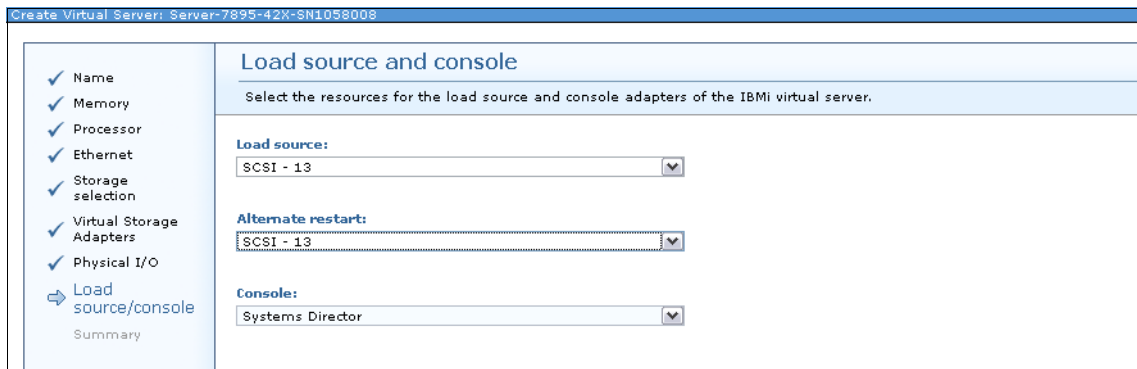 Create Virtual Server: Server-7895-42X-SN1058008
Name
Memory
Processor
Ethernet
Storage
selection
Virtual Storage
Adapters
Physical I/O
Load
source/console
Summary
Load source and console
Select the resources for the load source and console adapters of the IBMi virtual server.
Load source:
SCSI - 13
Alternate restart:
SCSI - 13
Console:
Systems Director